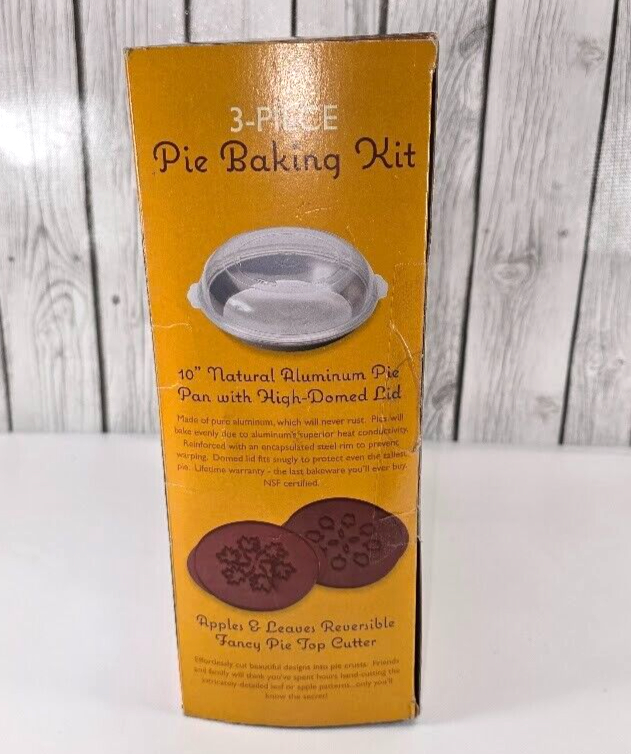 3-PIECE
Pie Baking Kit
10" Natural Aluminum Pie
Pan with High-Domed Lid
Made of pure aluminum, which will never rust. Pies will
bake evenly due to aluminum's superior heat conductivity.
Reinforced with an encapsulated steel rim to prevent
warping. Domed lid fits snugly to protect even the tallest
pie. Lifetime warranty - the last bakeware you'll ever buy.
NSF certified.
Apples & Leaves Reversible
Fancy Pie Top Cutter
Effortlessly cut beautiful designs into pie crusts. Friends
and family will think you've spent hours hand-cutting the
intricately-detailed leaf or apple patterns...only you'll
know the secret!